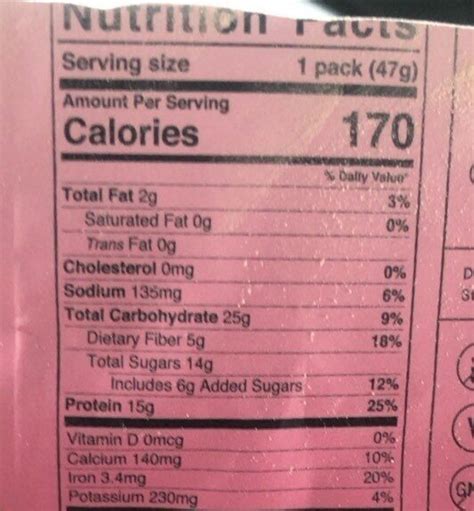 Nutrition Facts
Serving size 1 pack (47g)
Amount Per Serving
Calories 170
% Daily Value*
Total Fat 2g 3%
Saturated Fat 0g 0%
Trans Fat 0g
Cholesterol 0mg 0%
Sodium 135mg 6%
Total Carbohydrate 25g 9%
Dietary Fiber 5g 18%
Total Sugars 14g
Includes 6g Added Sugars 12%
Protein 15g 25%
Vitamin D 0mcg 0%
Calcium 140mg 10%
Iron 3.4mg 20%
Potassium 230mg 4%